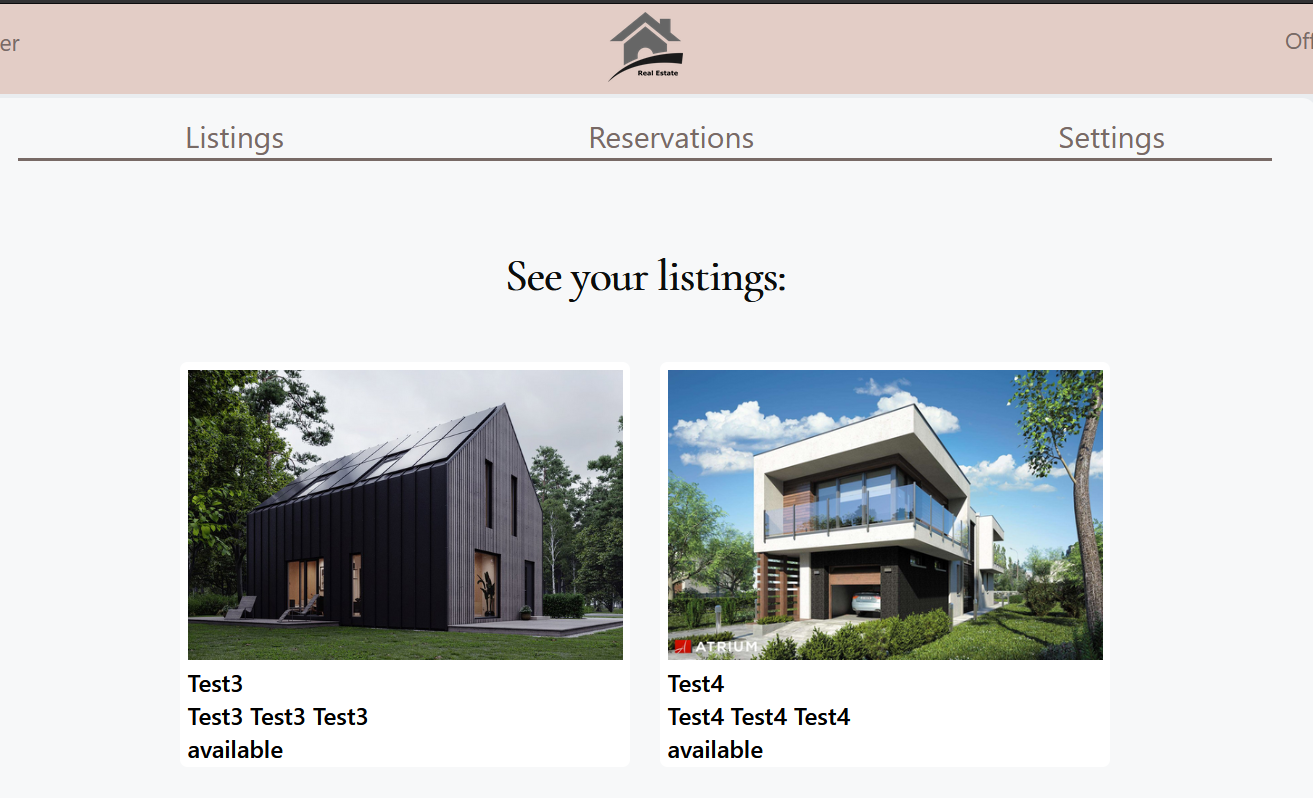 er
Off
Real Estate
Listings Reservations Settings
See your listings:
ATRIUM
Test3
Test3 Test3 Test3
available
Test4
Test4 Test4 Test4
available